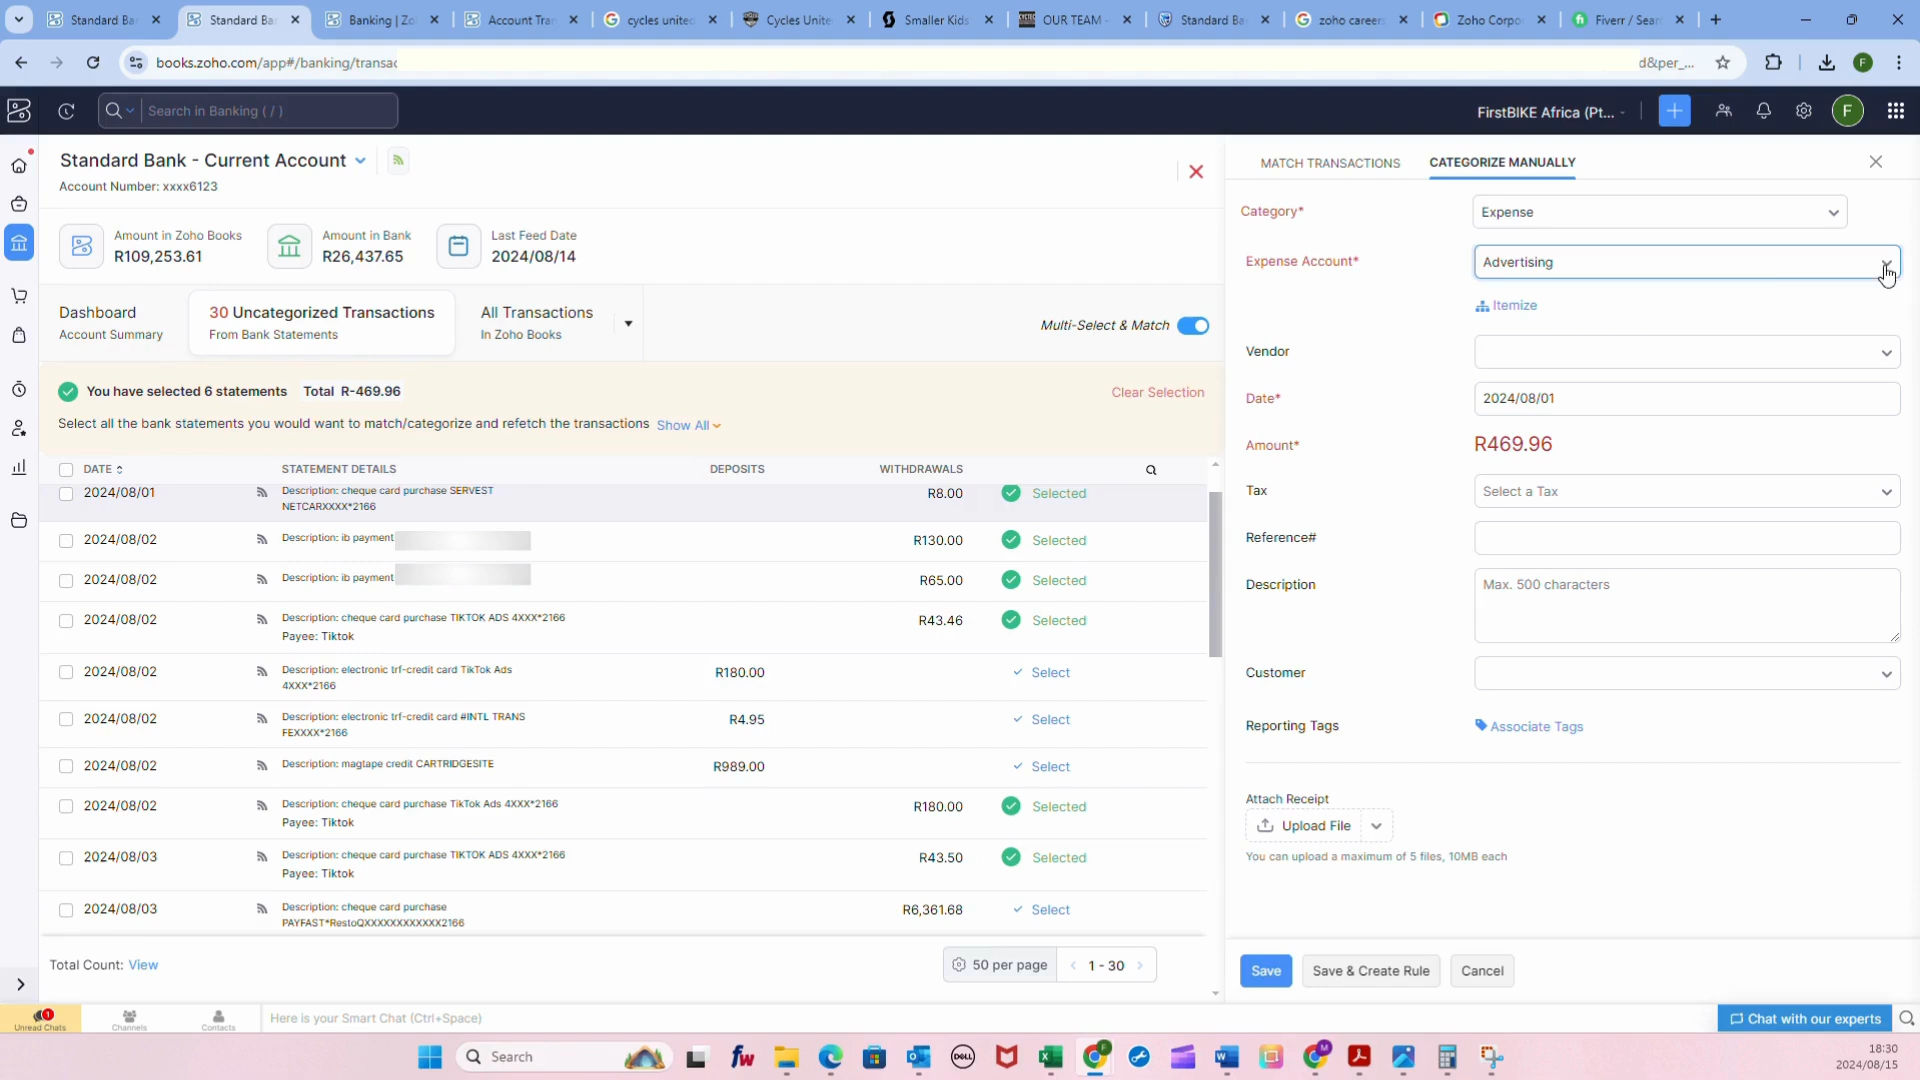 Standard Ba
Standard Ba
Banking | Zo
Account Tran
cycles united
Cycles Unite
Smaller Kids
OUR TEAM -
Standard Ba
zoho careers
Zoho Corpo
Fiverr / Sear
books.zoho.com/app#/banking/transac
d&per_...
F
Search in Banking ( / )
FirstBIKE Africa (Pt...
F
Standard Bank - Current Account
Account Number: xxxx6123
Amount in Zoho Books
R109,253.61
Amount in Bank
R26,437.65
Last Feed Date
2024/08/14
Dashboard
Account Summary
30 Uncategorized Transactions
From Bank Statements
All Transactions
In Zoho Books
Multi-Select & Match
You have selected 6 statements Total R-469.96
Clear Selection
Select all the bank statements you would want to match/categorize and refetch the transactions Show All
DATE STATEMENT DETAILS DEPOSITS WITHDRAWALS
2024/08/01 Description: cheque card purchase SERVEST R8.00 Selected
NETCARXXXX*2166
2024/08/02 Description: ib payment R130.00 Selected
2024/08/02 Description: ib payment R65.00 Selected
2024/08/02 Description: cheque card purchase TIKTOK ADS 4XXX*2166 R43.46 Selected
Payee: Tiktok
2024/08/02 Description: electronic trf-credit card TikTok Ads R180.00 Select
4XXX*2166
2024/08/02 Description: electronic trf-credit card #INTL TRANS R4.95 Select
FEXXXX*2166
2024/08/02 Description: magtape credit CARTRIDGESITE R989.00 Select
2024/08/02 Description: cheque card purchase TikTok Ads 4XXX*2166 R180.00 Selected
Payee: Tiktok
2024/08/03 Description: cheque card purchase TIKTOK ADS 4XXX*2166 R43.50 Selected
Payee: Tiktok
2024/08/03 Description: cheque card purchase R6,361.68 Select
PAYFAST*RestoQXXXXXXXXXXXX2166
Total Count: View
50 per page
1 - 30
MATCH TRANSACTIONS
CATEGORIZE MANUALLY
Category* Expense
Expense Account* Advertising
Itemize
Vendor
Date* 2024/08/01
Amount* R469.96
Tax Select a Tax
Reference#
Description Max. 500 characters
Customer
Reporting Tags Associate Tags
Attach Receipt
Upload File
You can upload a maximum of 5 files, 10MB each
Save
Save & Create Rule
Cancel
1
Unread Chats
Channels
Contacts
Here is your Smart Chat (Ctrl+Space)
Chat with our experts
Search
fw
DELL
F
M
18:30
2024/08/15